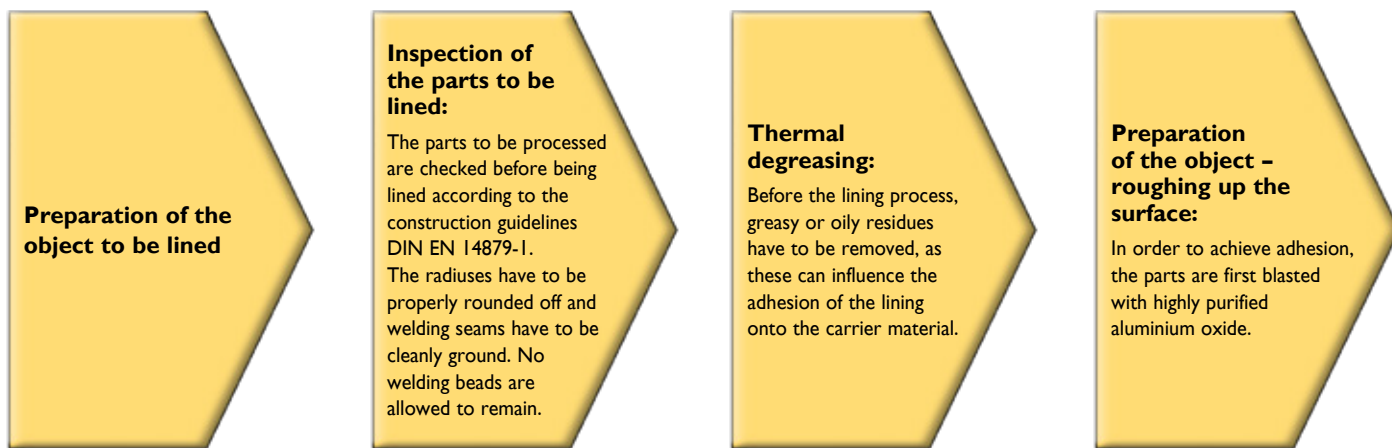 Preparation of the
object to be lined
Inspection of
the parts to be
lined:
The parts to be processed
are checked before being
lined according to the
construction guidelines
DIN EN 14879-1.
The radiuses have to be
properly rounded off and
welding seams have to be
cleanly ground. No
welding beads are
allowed to remain.
Thermal
degreasing:
Before the lining process,
greasy or oily residues
have to be removed, as
these can influence the
adhesion of the lining
onto the carrier material.
Preparation
of the object –
roughing up the
surface:
In order to achieve adhesion,
the parts are first blasted
with highly purified
aluminium oxide.